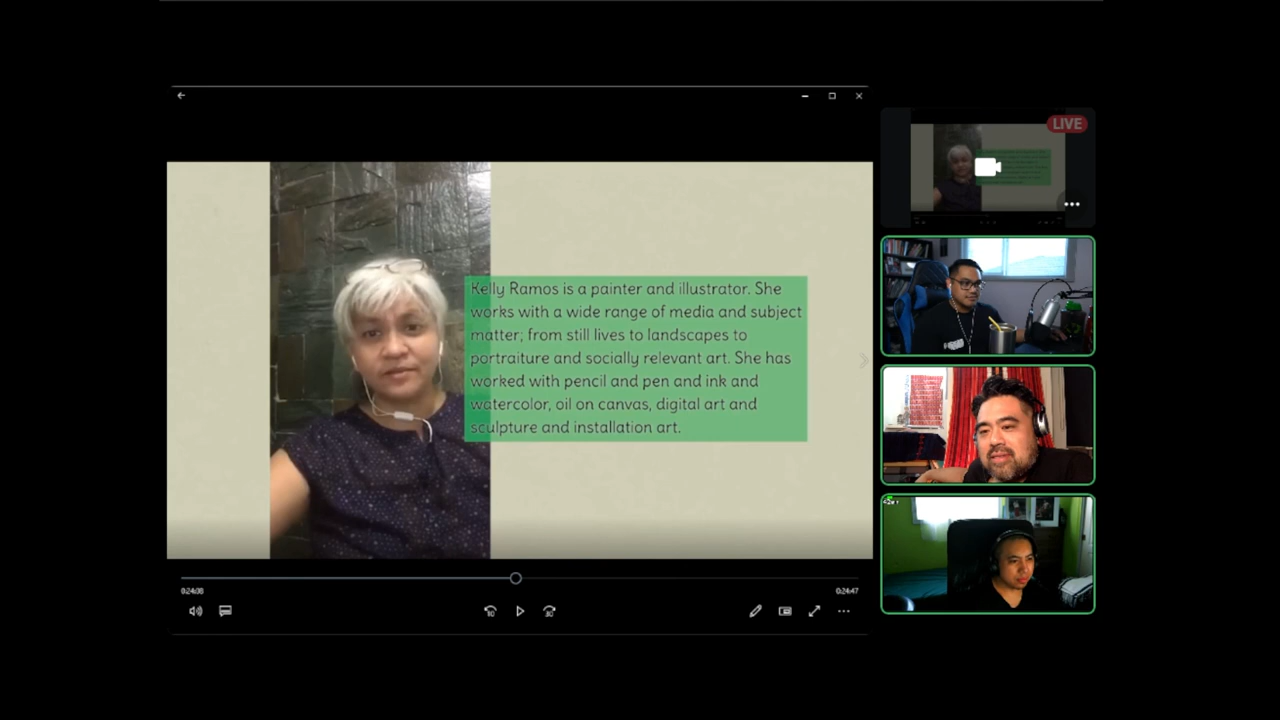 LIVE
Kelly Ramos is a painter and illustrator. She
works with a wide range of media and subject
matter; from still lives to landscapes to
portraiture and socially relevant art. She has
worked with pencil and pen and ink and
watercolor, oil on canvas, digital art and
sculpture and installation art.
0:24:08
0:24:47
10
30